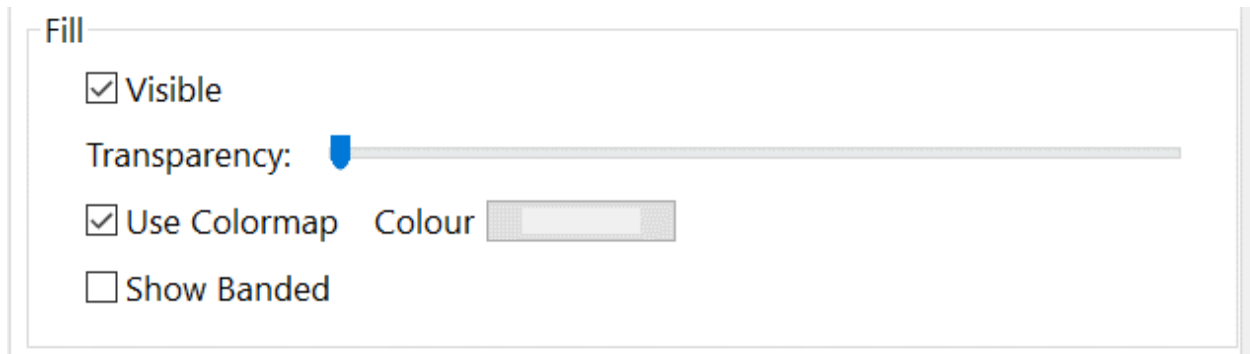 Fill
Visible
Transparency:
Use Colormap Colour
Show Banded